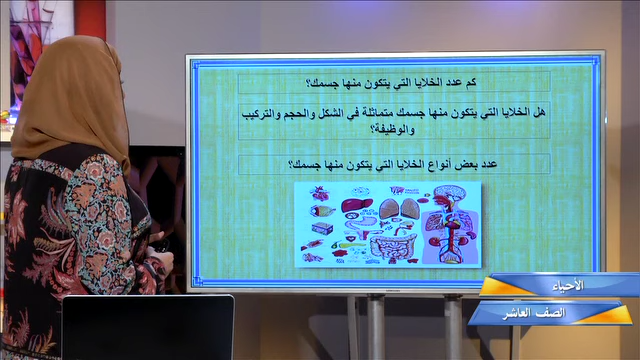 كم عدد الخلايا التي يتكون منها جسمك؟
هل الخلايا التي يتكون منها جسمك متماثلة في الشكل والحجم والتركيب
والوظيفة؟
عدد بعض أنواع الخلايا التي يتكون منها جسمك؟
الأحياء
الصف العاشر